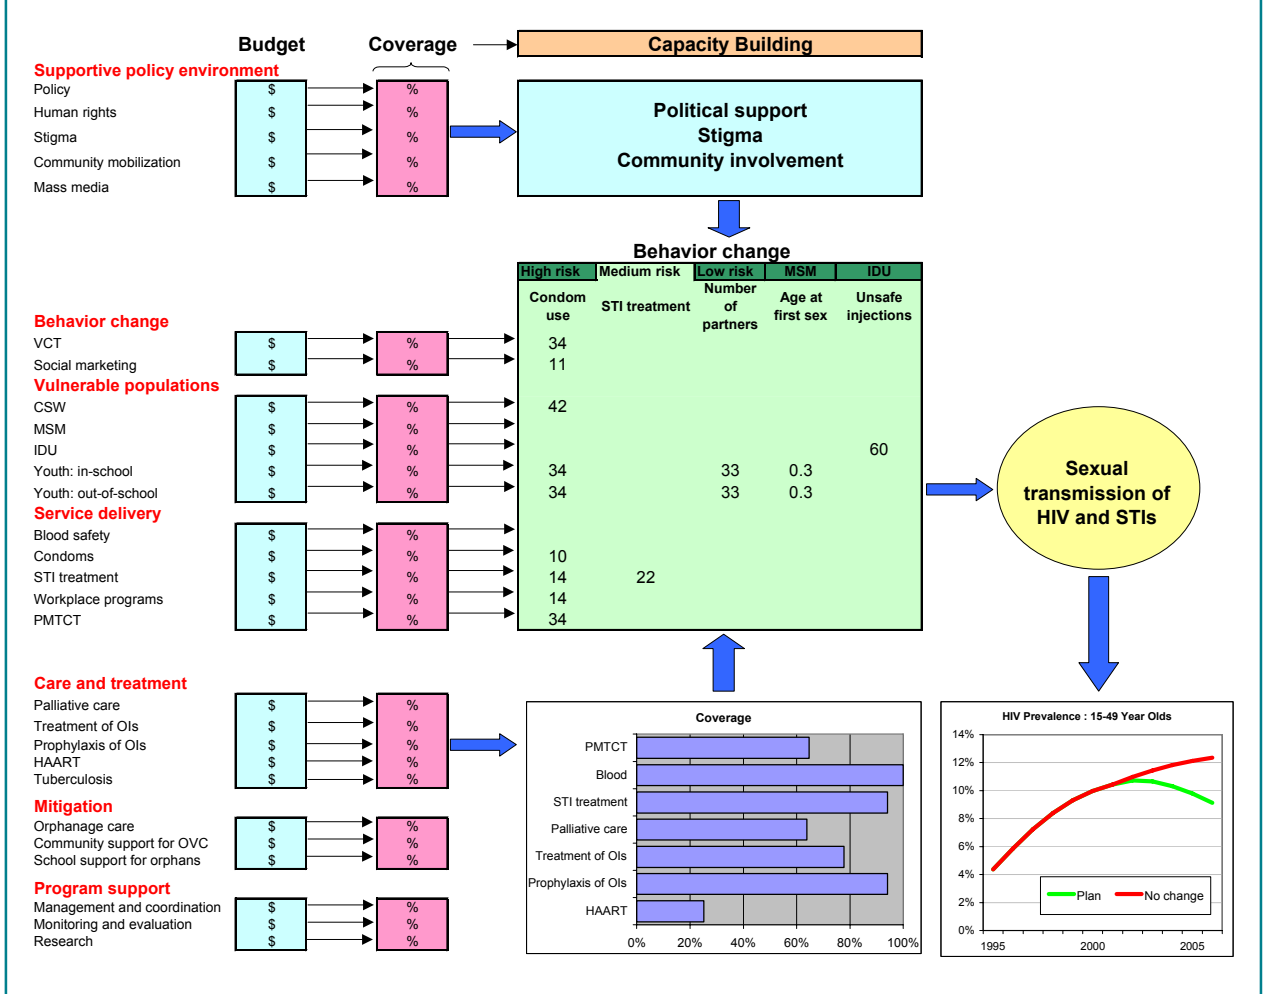 Budget Coverage Capacity Building
Supportive policy environment
Policy $ %
Human rights $ %
Stigma $ %
Community mobilization $ %
Mass media $ %
Political support
Stigma
Community involvement
Behavior change
High risk Medium risk Low risk MSM IDU
Condom use STI treatment Number of partners Age at first sex Unsafe injections
Behavior change
VCT $ % 34
Social marketing $ % 11
Vulnerable populations
CSW $ % 42
MSM $ %
IDU $ % 60
Youth: in-school $ % 34 33 0.3
Youth: out-of-school $ % 34 33 0.3
Service delivery
Blood safety $ %
Condoms $ % 10
STI treatment $ % 14 22
Workplace programs $ % 14
PMTCT $ % 34
Sexual
transmission of
HIV and STIs
Care and treatment
Palliative care $ %
Treatment of OIs $ %
Prophylaxis of OIs $ %
HAART $ %
Tuberculosis $ %
Mitigation
Orphanage care $ %
Community support for OVC $ %
School support for orphans $ %
Program support
Management and coordination $ %
Monitoring and evaluation $ %
Research $ %
Coverage
PMTCT
Blood
STI treatment
Palliative care
Treatment of OIs
Prophylaxis of OIs
HAART
0% 20% 40% 60% 80% 100%
HIV Prevalence : 15-49 Year Olds
14%
12%
10%
8%
6%
4%
2%
0%
Plan No change
1995 2000 2005